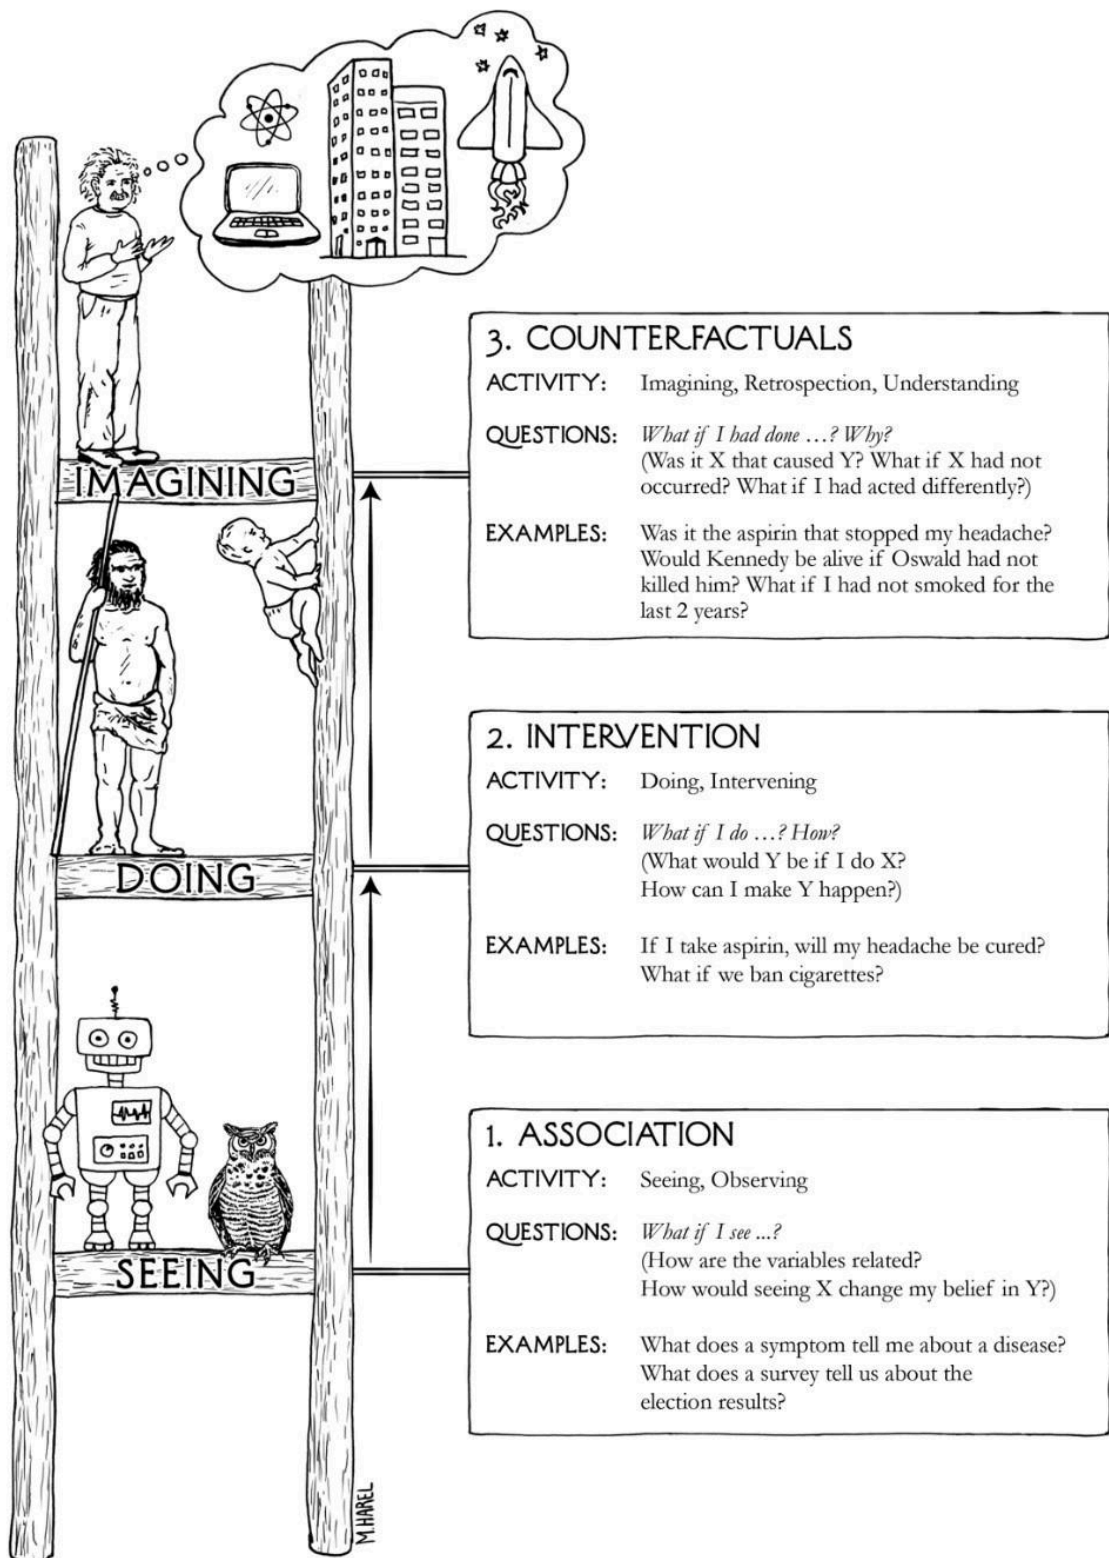 3. COUNTERFACTUALS
ACTIVITY: Imagining, Retrospection, Understanding
QUESTIONS: What if I had done …? Why?
(Was it X that caused Y? What if X had not
occurred? What if I had acted differently?)
EXAMPLES: Was it the aspirin that stopped my headache?
Would Kennedy be alive if Oswald had not
killed him? What if I had not smoked for the
last 2 years?
IMAGINING
2. INTERVENTION
ACTIVITY: Doing, Intervening
QUESTIONS: What if I do …? How?
(What would Y be if I do X?
How can I make Y happen?)
EXAMPLES: If I take aspirin, will my headache be cured?
What if we ban cigarettes?
DOING
1. ASSOCIATION
ACTIVITY: Seeing, Observing
QUESTIONS: What if I see ...?
(How are the variables related?
How would seeing X change my belief in Y?)
EXAMPLES: What does a symptom tell me about a disease?
What does a survey tell us about the
election results?
SEEING
M.HAREL